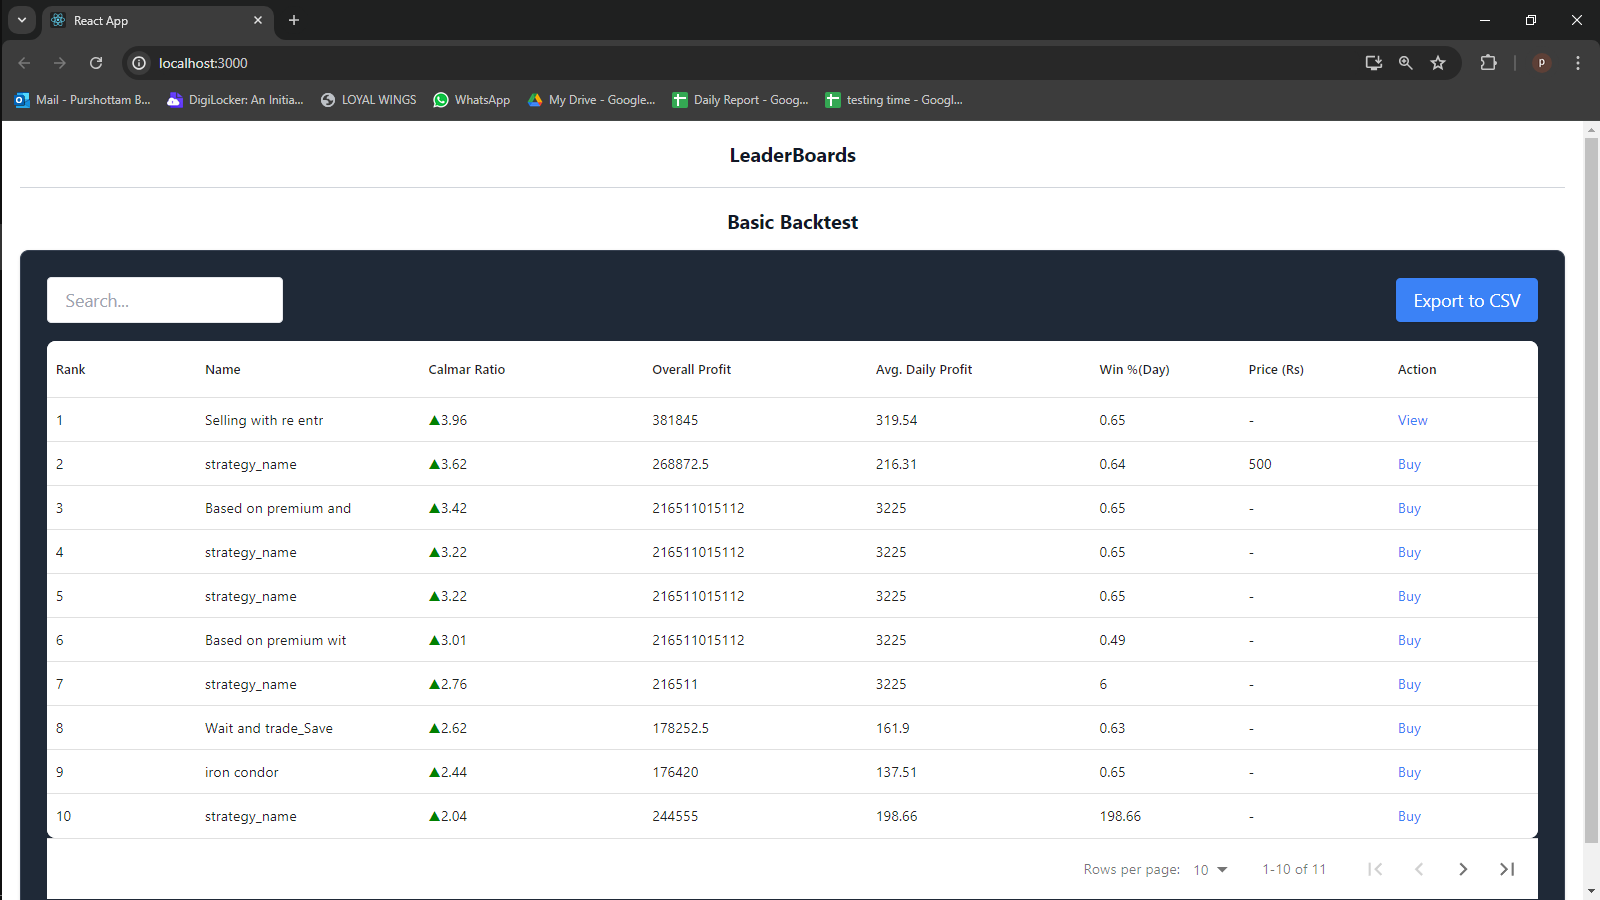 React App
localhost:3000
Mail - Purshottam B...
DigiLocker: An Initia...
LOYAL WINGS
WhatsApp
My Drive - Google...
Daily Report - Goog...
testing time - Googl...
LeaderBoards
Basic Backtest
Search...
Export to CSV
Rank Name Calmar Ratio Overall Profit Avg. Daily Profit Win %(Day) Price (Rs) Action
1 Selling with re entr ▲3.96 381845 319.54 0.65 - View
2 strategy_name ▲3.62 268872.5 216.31 0.64 500 Buy
3 Based on premium and ▲3.42 216511015112 3225 0.65 - Buy
4 strategy_name ▲3.22 216511015112 3225 0.65 - Buy
5 strategy_name ▲3.22 216511015112 3225 0.65 - Buy
6 Based on premium wit ▲3.01 216511015112 3225 0.49 - Buy
7 strategy_name ▲2.76 216511 3225 6 - Buy
8 Wait and trade_Save ▲2.62 178252.5 161.9 0.63 - Buy
9 iron condor ▲2.44 176420 137.51 0.65 - Buy
10 strategy_name ▲2.04 244555 198.66 198.66 - Buy
Rows per page: 10 1-10 of 11